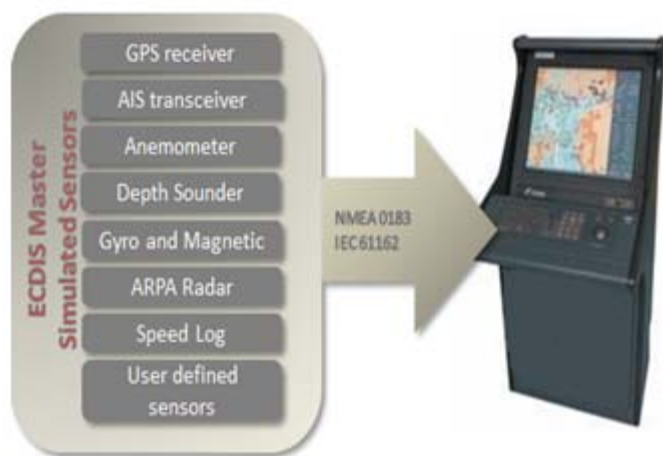 ECDIS Master
Simulated Sensors
GPS receiver
AIS transceiver
Anemometer
Depth Sounder
Gyro and Magnetic
ARPA Radar
Speed Log
User defined
sensors
NMEA 0183
IEC 61162